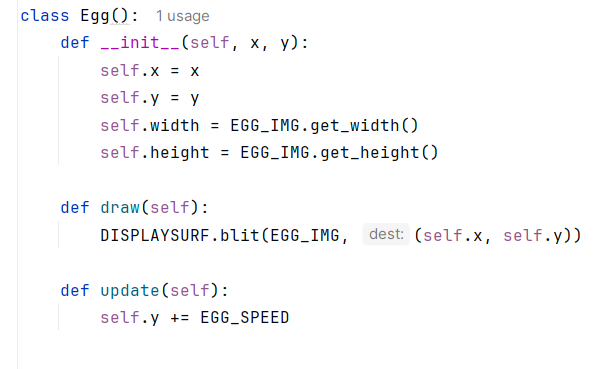 class Egg():  1 usage
    def __init__(self, x, y):
        self.x = x
        self.y = y
        self.width = EGG_IMG.get_width()
        self.height = EGG_IMG.get_height()

    def draw(self):
        DISPLAYSURF.blit(EGG_IMG,  dest: (self.x, self.y))

    def update(self):
        self.y += EGG_SPEED